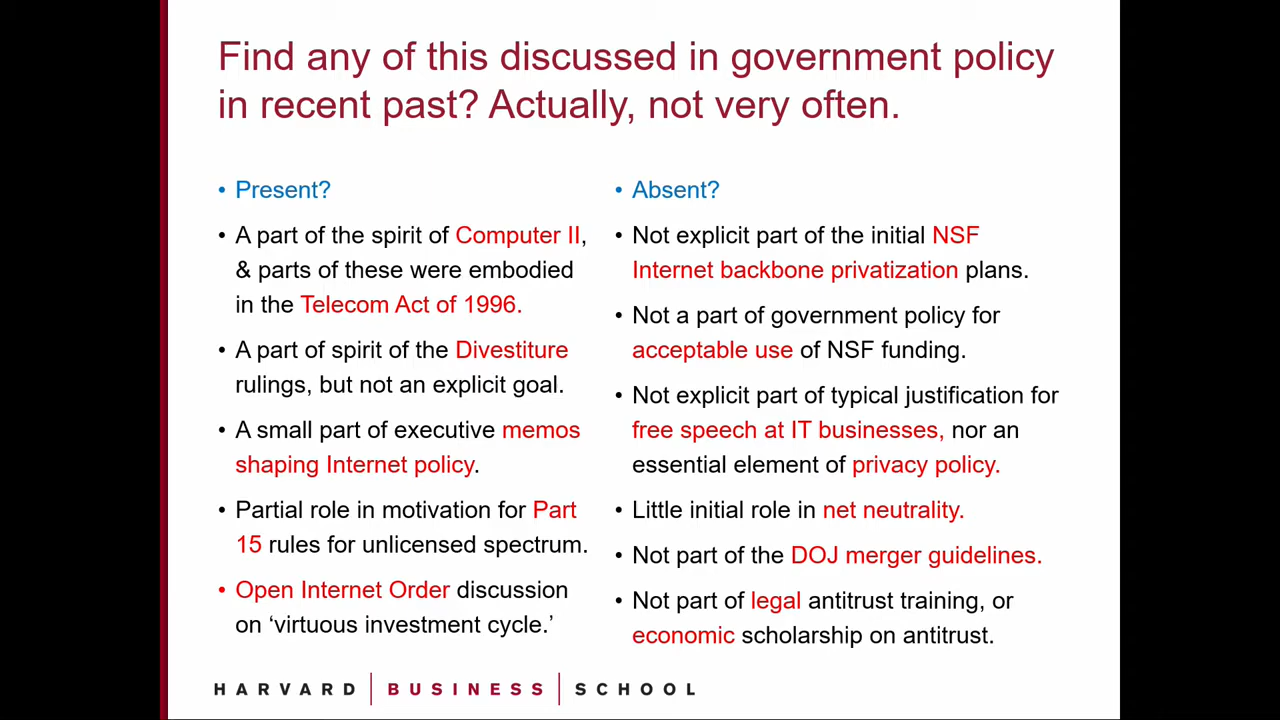 Find any of this discussed in government policy
in recent past? Actually, not very often.
• Present?
• A part of the spirit of Computer II,
& parts of these were embodied
in the Telecom Act of 1996.
• A part of spirit of the Divestiture
rulings, but not an explicit goal.
• A small part of executive memos
shaping Internet policy.
• Partial role in motivation for Part
15 rules for unlicensed spectrum.
• Open Internet Order discussion
on ‘virtuous investment cycle.’
• Absent?
• Not explicit part of the initial NSF
Internet backbone privatization plans.
• Not a part of government policy for
acceptable use of NSF funding.
• Not explicit part of typical justification for
free speech at IT businesses, nor an
essential element of privacy policy.
• Little initial role in net neutrality.
• Not part of the DOJ merger guidelines.
• Not part of legal antitrust training, or
economic scholarship on antitrust.
HARVARD | BUSINESS | SCHOOL